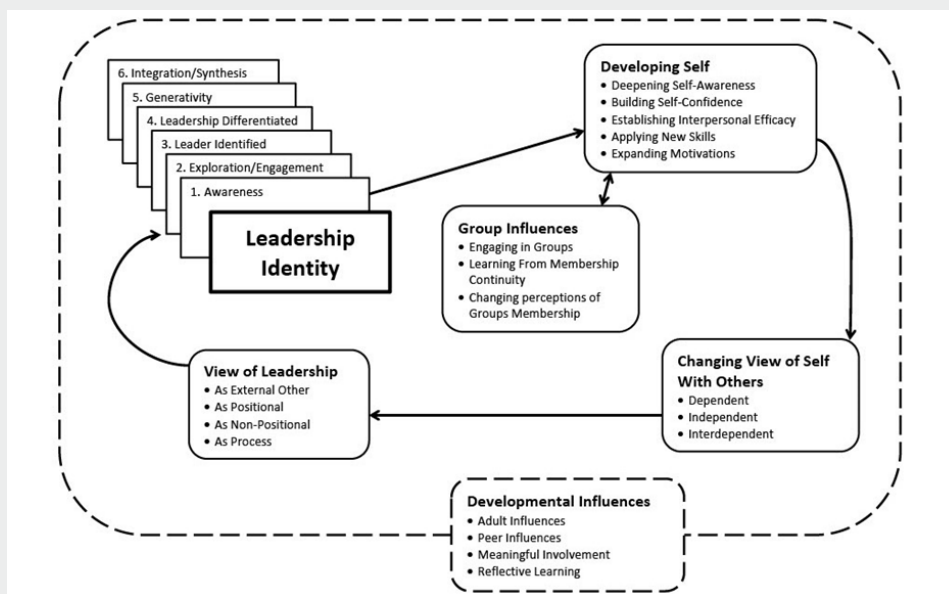 6. Integration/Synthesis
5. Generativity
4. Leadership Differentiated
3. Leader Identified
2. Exploration/Engagement
1. Awareness
Leadership
Identity
Developing Self
• Deepening Self-Awareness
• Building Self-Confidence
• Establishing Interpersonal Efficacy
• Applying New Skills
• Expanding Motivations
Group Influences
• Engaging in Groups
• Learning From Membership
Continuity
• Changing perceptions of
Groups Membership
Changing View of Self
With Others
• Dependent
• Independent
• Interdependent
View of Leadership
• As External Other
• As Positional
• As Non-Positional
• As Process
Developmental Influences
• Adult Influences
• Peer Influences
• Meaningful Involvement
• Reflective Learning